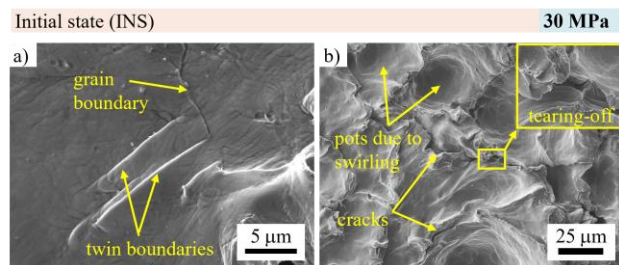 Initial state (INS) 30 MPa
a)
grain
boundary
twin boundaries
5 μm
b)
tearing-off
pots due to
swirling
cracks
25 μm